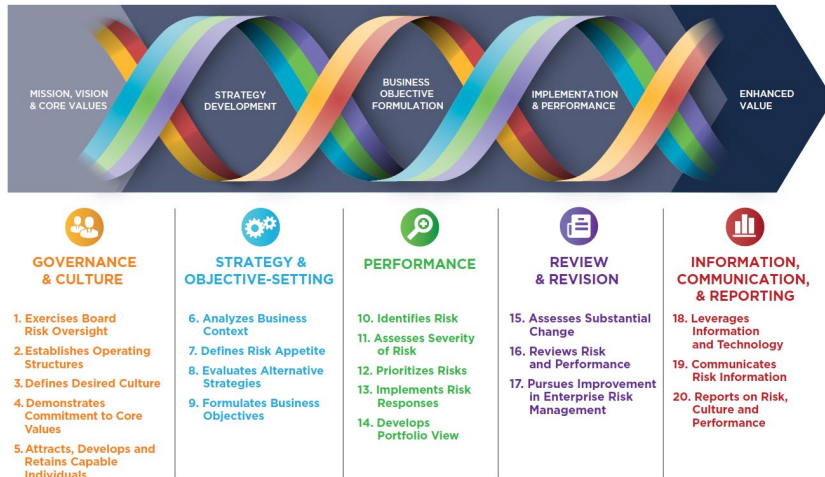 MISSION, VISION
& CORE VALUES
STRATEGY
DEVELOPMENT
BUSINESS
OBJECTIVE
FORMULATION
IMPLEMENTATION
& PERFORMANCE
ENHANCED
VALUE
GOVERNANCE
& CULTURE
1. Exercises Board
Risk Oversight
2. Establishes Operating
Structures
3. Defines Desired Culture
4. Demonstrates
Commitment to Core
Values
5. Attracts, Develops and
Retains Capable
Individuals
STRATEGY &
OBJECTIVE-SETTING
6. Analyzes Business
Context
7. Defines Risk Appetite
8. Evaluates Alternative
Strategies
9. Formulates Business
Objectives
PERFORMANCE
10. Identifies Risk
11. Assesses Severity
of Risk
12. Prioritizes Risks
13. Implements Risk
Responses
14. Develops
Portfolio View
REVIEW
& REVISION
15. Assesses Substantial
Change
16. Reviews Risk
and Performance
17. Pursues Improvement
in Enterprise Risk
Management
INFORMATION,
COMMUNICATION,
& REPORTING
18. Leverages
Information
and Technology
19. Communicates
Risk Information
20. Reports on Risk,
Culture and
Performance